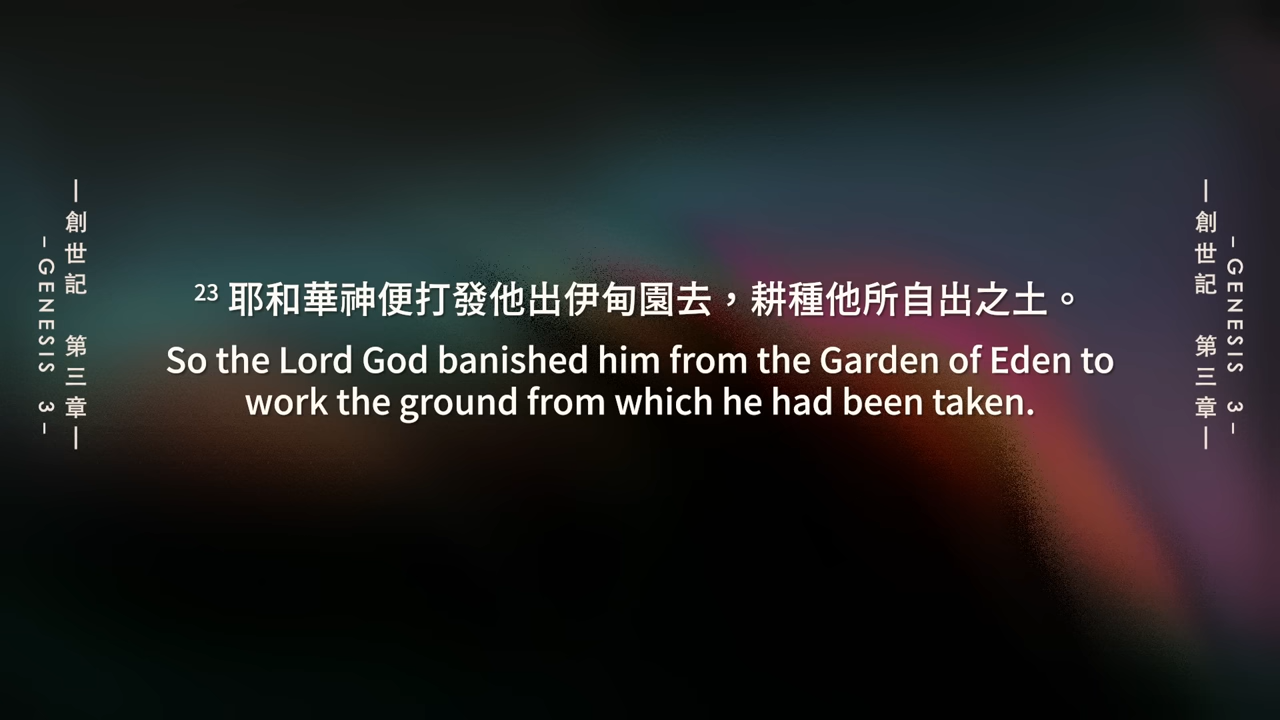 —創世記 第三章—
–GENESIS 3–
23 耶和華神便打發他出伊甸園去，耕種他所自出之土。
So the Lord God banished him from the Garden of Eden to
work the ground from which he had been taken.
—創世記 第三章—
–GENESIS 3–